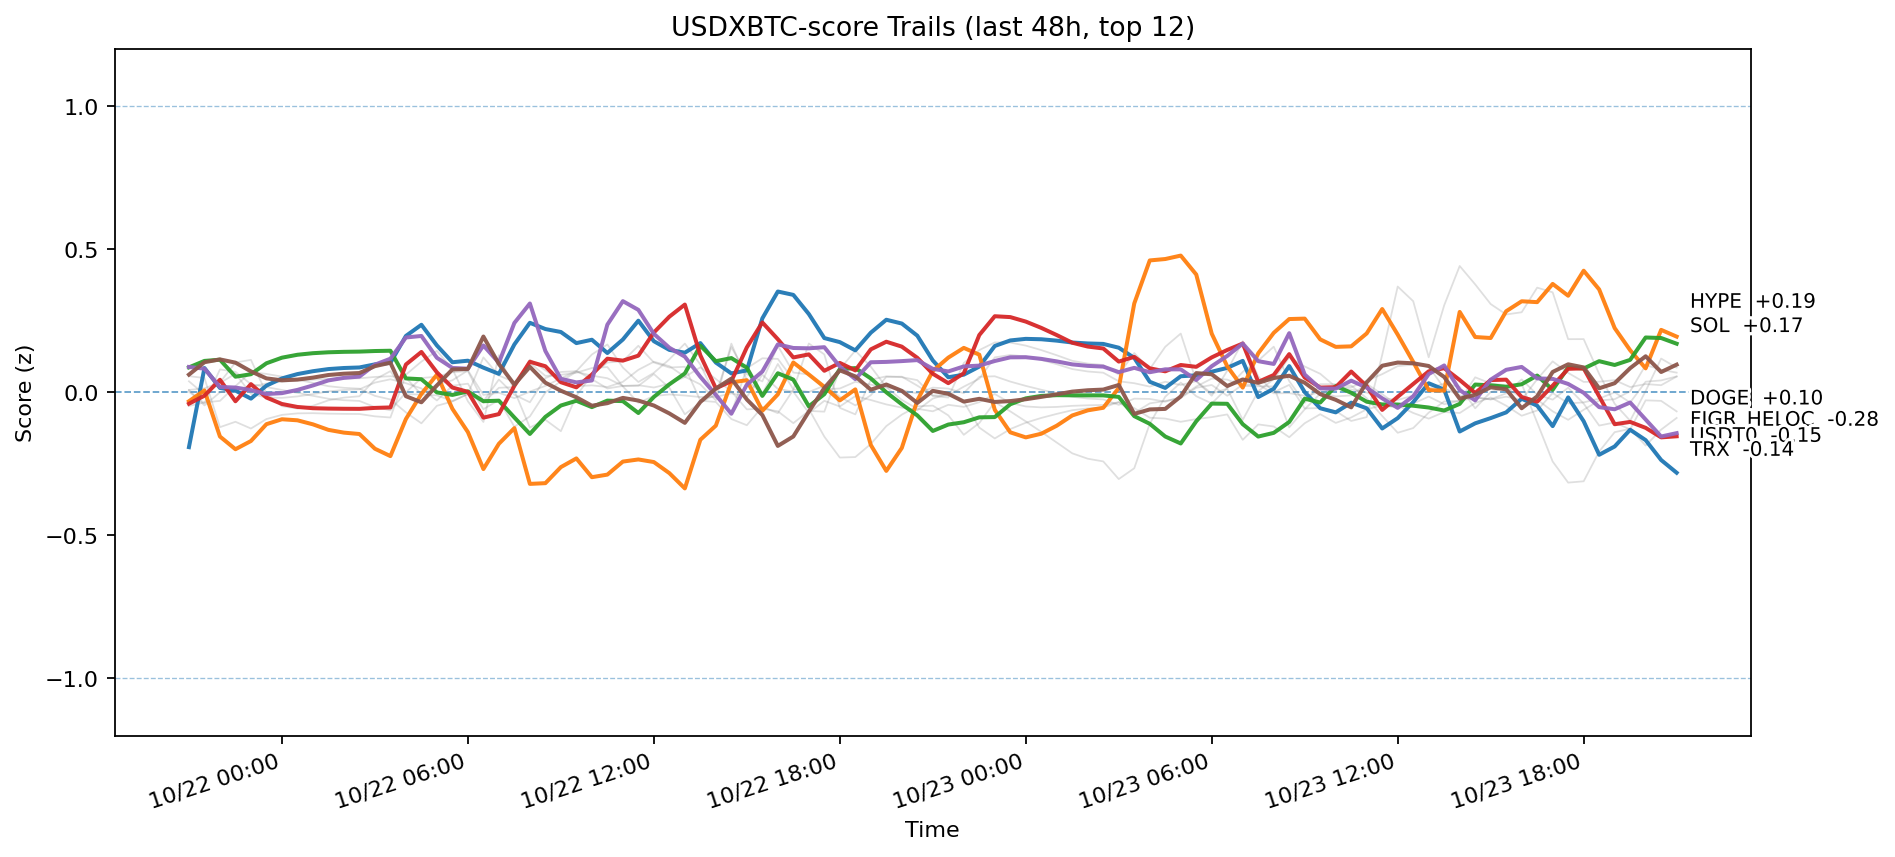 USDXBTC-score Trails (last 48h, top 12)
Score (z)
1.0
0.5
0.0
−0.5
−1.0
HYPE +0.19
SOL +0.17
DOGE +0.10
FIGR_HELOC -0.28
USDT0 -0.15
TRX -0.14
10/22 00:00
10/22 06:00
10/22 12:00
10/22 18:00
10/23 00:00
10/23 06:00
10/23 12:00
10/23 18:00
Time